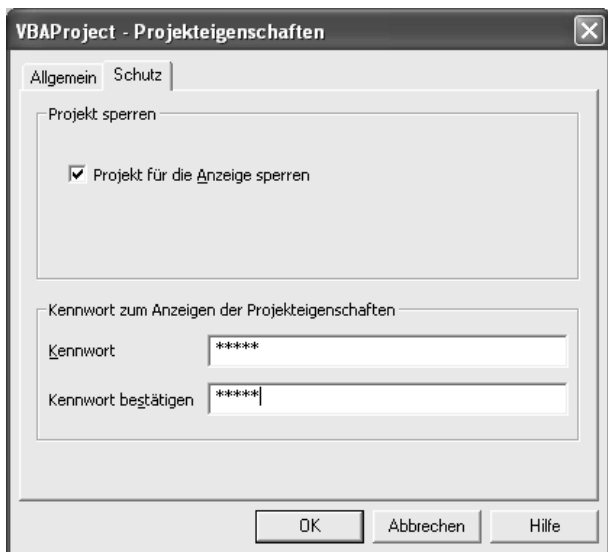 VBAProject - Projekteigenschaften
Allgemein Schutz
Projekt sperren
Projekt für die Anzeige sperren
Kennwort zum Anzeigen der Projekteigenschaften
Kennwort *****
Kennwort bestätigen *****
OK Abbrechen Hilfe